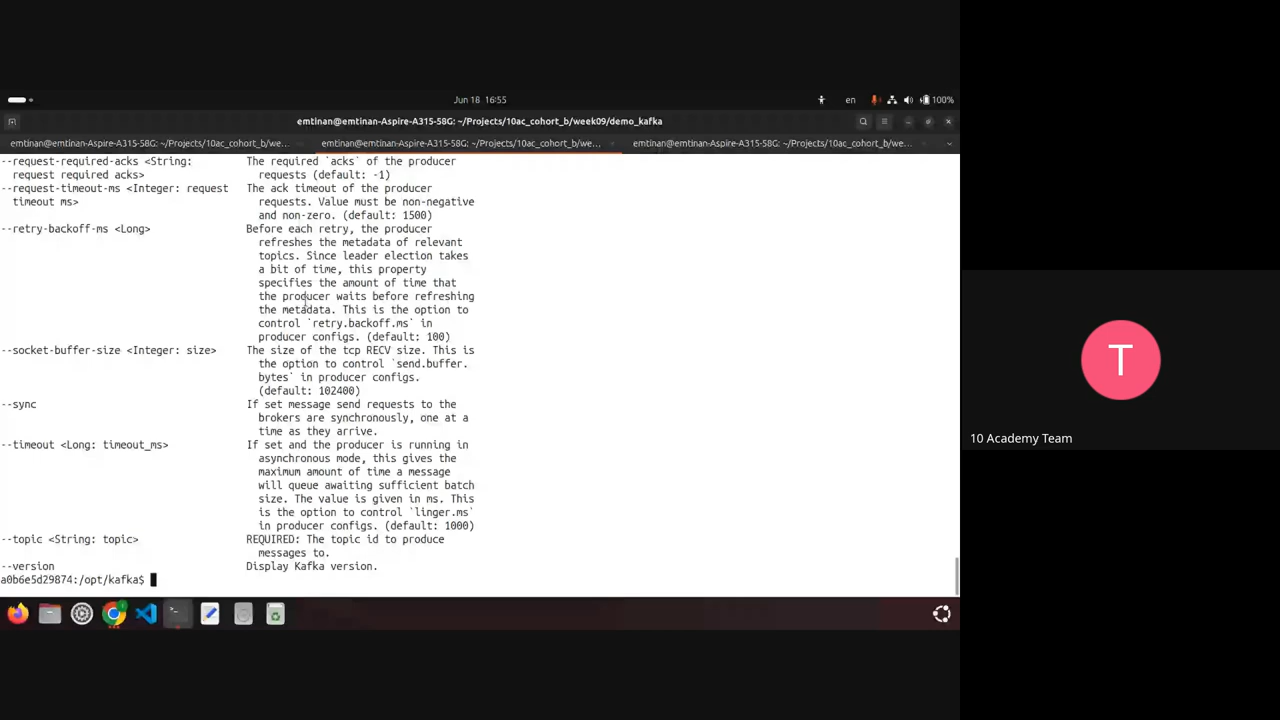 Jun 18 16:55
en
100%
emtinan@emtinan-Aspire-A315-58G: ~/Projects/10ac_cohort_b/week09/demo_kafka
emtinan@emtinan-Aspire-A315-58G: ~/Projects/10ac_cohort_b/we...
emtinan@emtinan-Aspire-A315-58G: ~/Projects/10ac_cohort_b/we...
emtinan@emtinan-Aspire-A315-58G: ~/Projects/10ac_cohort_b/we...
--request-required-acks <String: The required `acks` of the producer
request required acks> requests (default: -1)
--request-timeout-ms <Integer: request The ack timeout of the producer
timeout ms> requests. Value must be non-negative
and non-zero. (default: 1500)
--retry-backoff-ms <Long> Before each retry, the producer
refreshes the metadata of relevant
topics. Since leader election takes
a bit of time, this property
specifies the amount of time that
the producer waits before refreshing
the metadata. This is the option to
control `retry.backoff.ms` in
producer configs. (default: 100)
--socket-buffer-size <Integer: size> The size of the tcp RECV size. This is
the option to control `send.buffer.
bytes` in producer configs.
(default: 102400)
--sync If set message send requests to the
brokers are synchronously, one at a
time as they arrive.
--timeout <Long: timeout_ms> If set and the producer is running in
asynchronous mode, this gives the
maximum amount of time a message
will queue awaiting sufficient batch
size. The value is given in ms. This
is the option to control `linger.ms`
in producer configs. (default: 1000)
--topic <String: topic> REQUIRED: The topic id to produce
messages to.
--version Display Kafka version.
a0b6e5d29874:/opt/kafka$
T
10 Academy Team